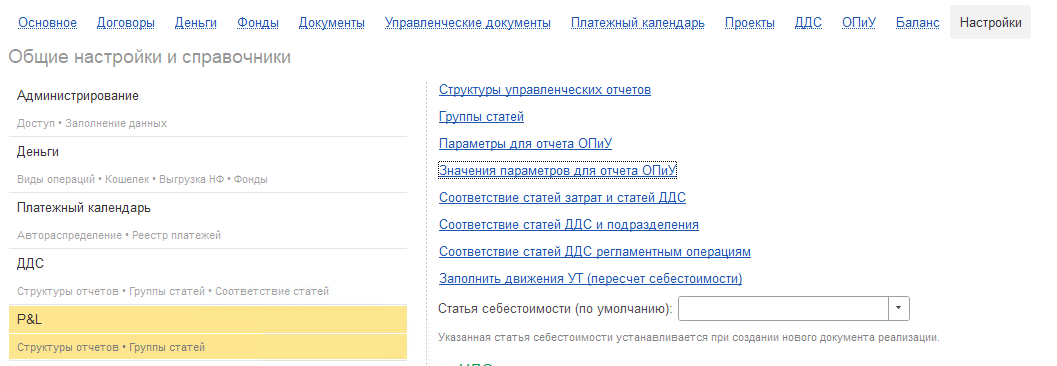 Основное Договоры Деньги Фонды Документы Управленческие документы Платежный календарь Проекты ДДС ОПиУ Баланс Настройки
Общие настройки и справочники
Администрирование
Доступ • Заполнение данных
Деньги
Виды операций • Кошелек • Выгрузка НФ • Фонды
Платежный календарь
Автораспределение • Реестр платежей
ДДС
Структуры отчетов • Группы статей • Соответствие статей
P&L
Структуры отчетов • Группы статей
Структуры управленческих отчетов
Группы статей
Параметры для отчета ОПиУ
Значения параметров для отчета ОПиУ
Соответствие статей затрат и статей ДДС
Соответствие статей ДДС и подразделения
Соответствие статей ДДС регламентным операциям
Заполнить движения УТ (пересчет себестоимости)
Статья себестоимости (по умолчанию):
Указанная статья себестоимости устанавливается при создании нового документа реализации.